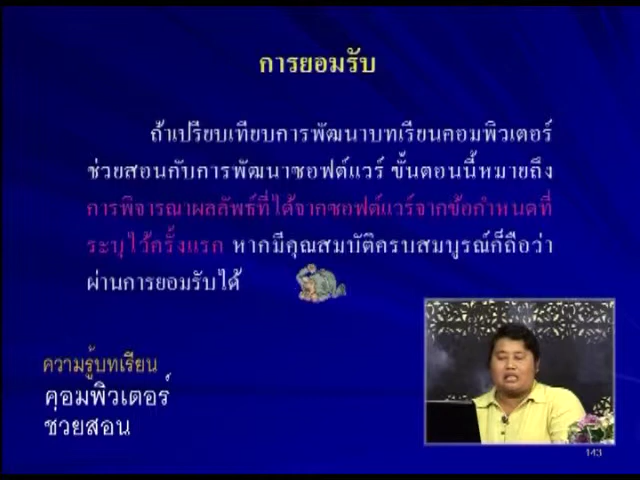 การยอมรับ
ถ้าเปรียบเทียบการพัฒนาบทเรียนคอมพิวเตอร์
ช่วยสอนกับการพัฒนาซอฟต์แวร์ ขั้นตอนนี้หมายถึง
การพิจารณาผลลัพธ์ที่ได้จากซอฟต์แวร์จากข้อกำหนดที่
ระบุไว้ครั้งแรก หากมีคุณสมบัติครบสมบูรณ์ก็ถือว่า
ผ่านการยอมรับได้
ความรู้บทเรียน
คอมพิวเตอร์
ช่วยสอน
143